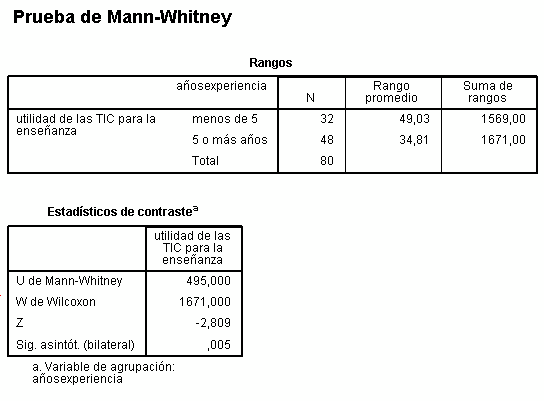 Prueba de Mann-Whitney
Rangos
añosexperiencia N Rango promedio Suma de rangos
utilidad de las TIC para la enseñanza menos de 5 32 49,03 1569,00
5 o más años 48 34,81 1671,00
Total 80
Estadísticos de contrasteª
utilidad de las TIC para la enseñanza
U de Mann-Whitney 495,000
W de Wilcoxon 1671,000
Z -2,809
Sig. asintót. (bilateral) ,005
a. Variable de agrupación:
añosexperiencia